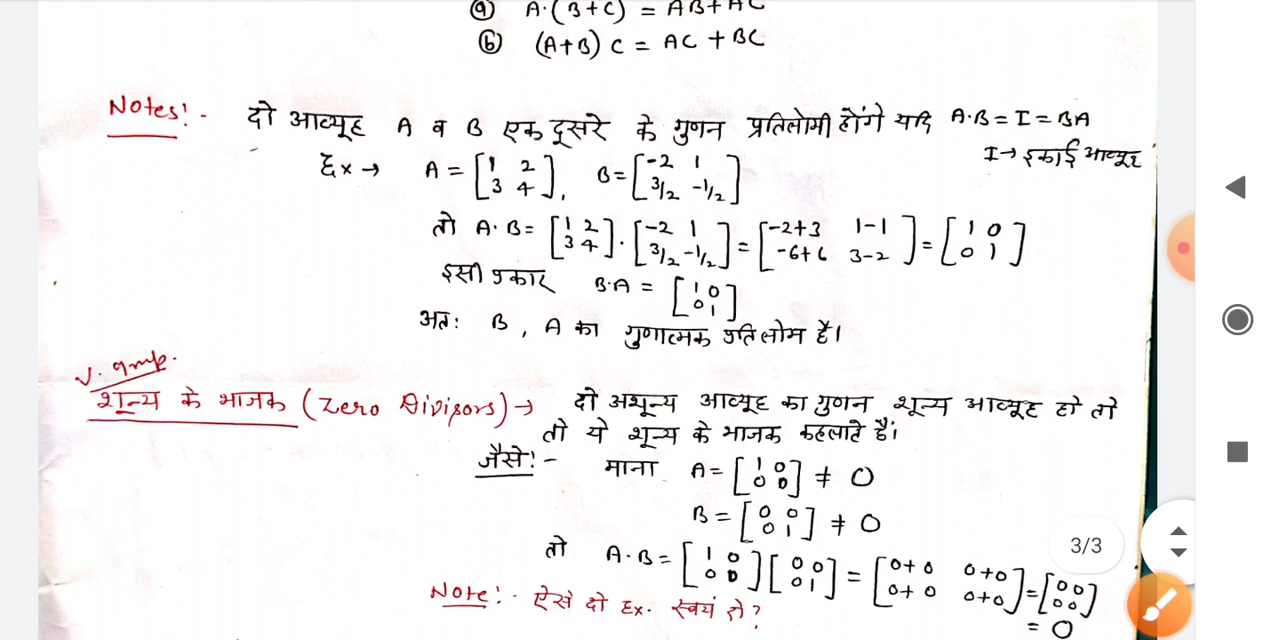 (a) A·(B+C) = AB+AC
(b) (A+B) C = AC + BC
Notes:- दो आव्यूह A व B एक दूसरे के गुणन प्रतिलोमी होंगे यदि A·B = I = BA
I → इकाई आव्यूह
Ex → A = [1 2 3 4], B = [-2 1 3/2 -1/2]
तो A·B = [1 2 3 4] · [-2 1 3/2 -1/2] = [-2+3 1-1 -6+6 3-2] = [1 0 0 1]
इसी प्रकार B·A = [1 0 0 1]
अतः B, A का गुणात्मक प्रतिलोम है।
V. Imp.
शून्य के भाजक (Zero Divisors) → दो अशून्य आव्यूह का गुणन शून्य आव्यूह हो तो
तो ये शून्य के भाजक कहलाते हैं।
जैसे:- माना A = [1 0 0 0] ≠ 0
B = [0 0 0 1] ≠ 0
तो A·B = [1 0 0 0] [0 0 0 1] = [0+0 0+0 0+0 0+0] = [0 0 0 0]
= 0
Note:- ऐसे दो Ex. स्वयं दो?
3/3